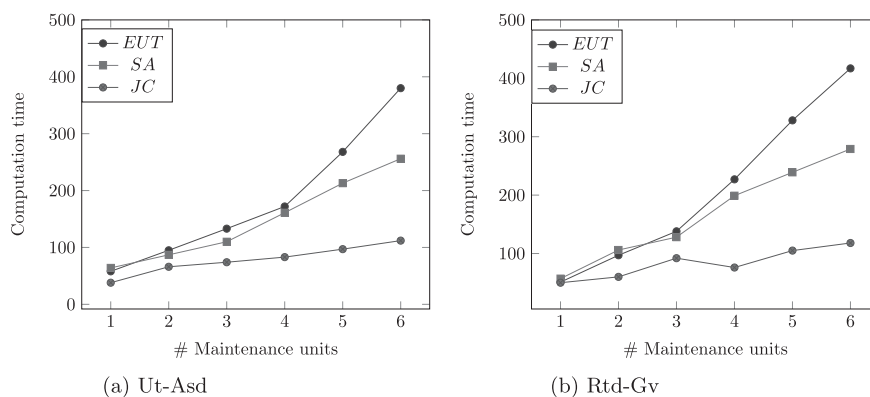 500
400
300
200
100
0
Computation time
EUT
SA
JC
1 2 3 4 5 6
# Maintenance units
(a) Ut-Asd
500
400
300
200
100
Computation time
EUT
SA
JC
1 2 3 4 5 6
# Maintenance units
(b) Rtd-Gv